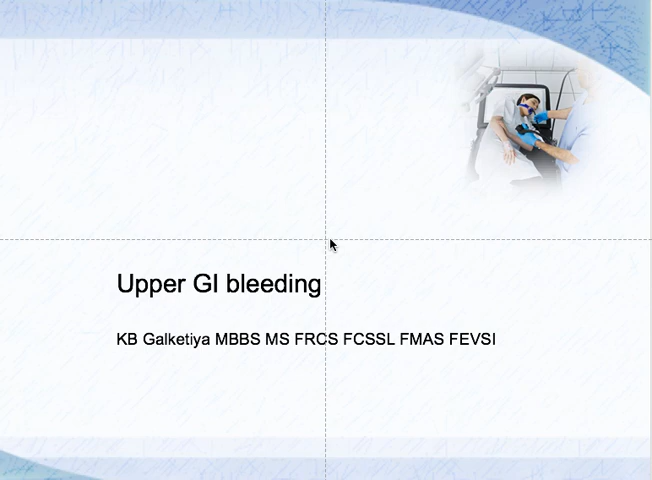 Upper GI bleeding
KB Galketiya MBBS MS FRCS FCSSL FMAS FEVSI